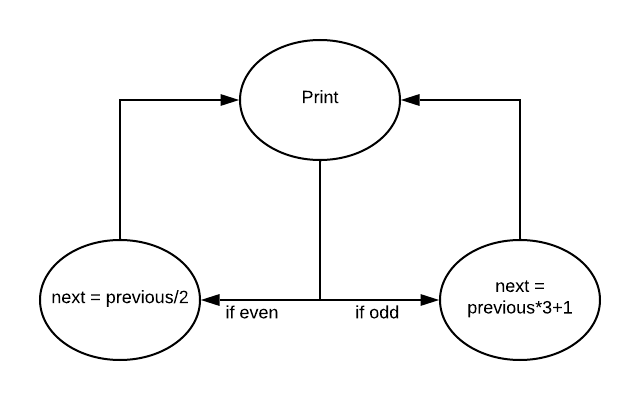 Print
next = previous/2
if even
if odd
next =
previous*3+1